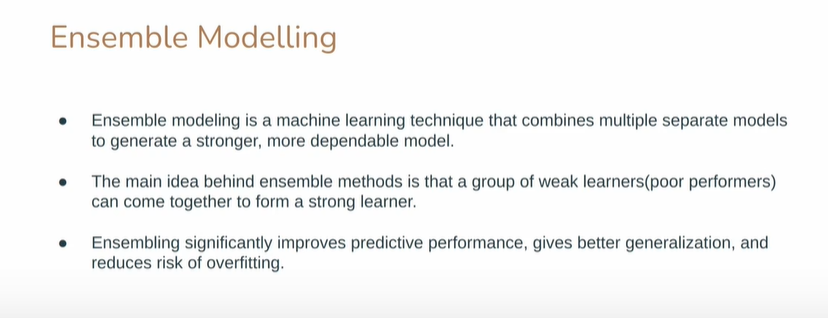 Ensemble Modelling
● Ensemble modeling is a machine learning technique that combines multiple separate models
to generate a stronger, more dependable model.
● The main idea behind ensemble methods is that a group of weak learners(poor performers)
can come together to form a strong learner.
● Ensembling significantly improves predictive performance, gives better generalization, and
reduces risk of overfitting.